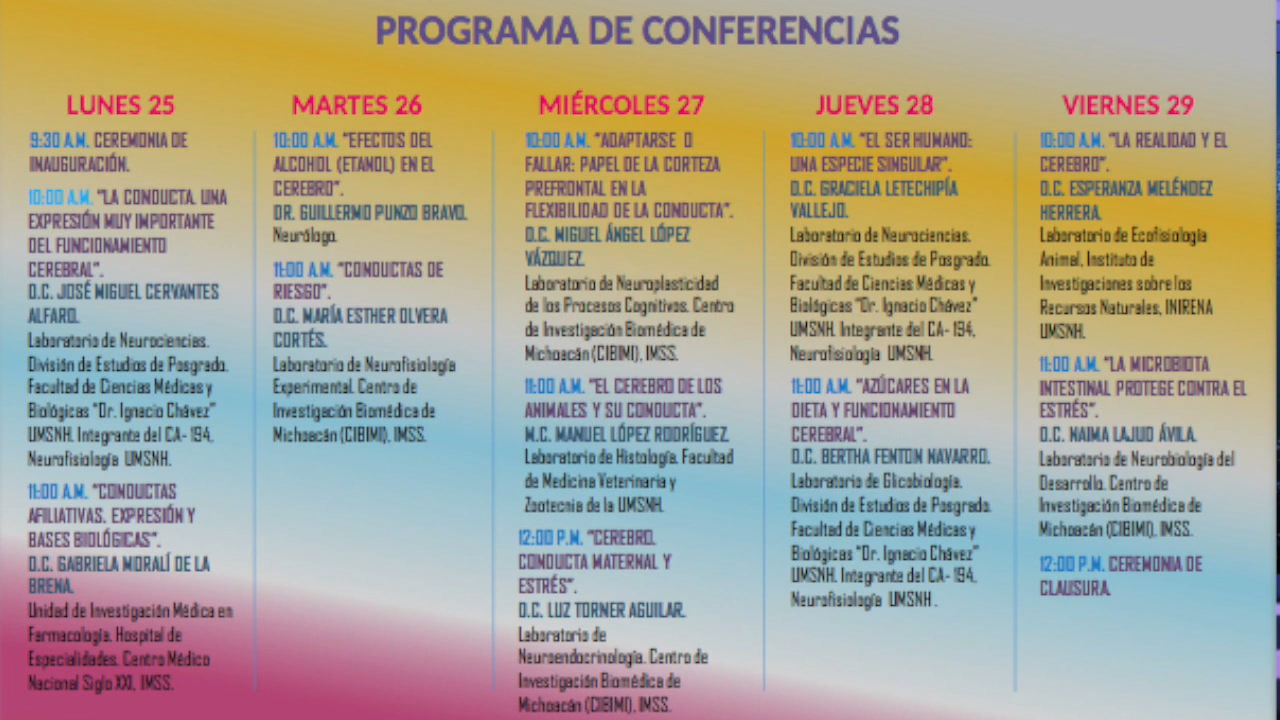 PROGRAMA DE CONFERENCIAS
LUNES 25
9:30 A.M. CEREMONIA DE
INAUGURACIÓN.
10:00 A.M. "LA CONDUCTA. UNA
EXPRESIÓN MUY IMPORTANTE
DEL FUNCIONAMIENTO
CEREBRAL".
D.C. JOSÉ MIGUEL CERVANTES
ALFARO.
Laboratorio de Neurociencias.
División de Estudios de Posgrado.
Facultad de Ciencias Médicas y
Biológicas "Dr. Ignacio Chávez"
UMSNH. Integrante del CA- 194,
Neurofisiología UMSNH.
11:00 A.M. "CONDUCTAS
AFILIATIVAS. EXPRESIÓN Y
BASES BIOLÓGICAS".
D.C. GABRIELA MORALÍ DE LA
BRENA.
Unidad de Investigación Médica en
Farmacología. Hospital de
Especialidades. Centro Médico
Nacional Siglo XXI, IMSS.
MARTES 26
10:00 A.M. "EFECTOS DEL
ALCOHOL (ETANOL) EN EL
CEREBRO".
DR. GUILLERMO PUNZO BRAVO.
Neurólogo.
11:00 A.M. "CONDUCTAS DE
RIESGO".
D.C. MARÍA ESTHER OLVERA
CORTÉS.
Laboratorio de Neurofisiología
Experimental. Centro de
Investigación Biomédica de
Michoacán (CIBIMI), IMSS.
MIÉRCOLES 27
10:00 A.M. "ADAPTARSE O
FALLAR: PAPEL DE LA CORTEZA
PREFRONTAL EN LA
FLEXIBILIDAD DE LA CONDUCTA".
D.C. MIGUEL ÁNGEL LÓPEZ
VÁZQUEZ.
Laboratorio de Neuroplasticidad
de los Procesos Cognitivos. Centro
de Investigación Biomédica de
Michoacán (CIBIMI), IMSS.
11:00 A.M. "EL CEREBRO DE LOS
ANIMALES Y SU CONDUCTA".
M.C. MANUEL LÓPEZ RODRÍGUEZ.
Laboratorio de Histología. Facultad
de Medicina Veterinaria y
Zootecnia de la UMSNH.
12:00 P.M. "CEREBRO,
CONDUCTA MATERNAL Y
ESTRÉS".
D.C. LUZ TORNER AGUILAR.
Laboratorio de
Neuroendocrinología. Centro de
Investigación Biomédica de
Michoacán (CIBIMI), IMSS.
JUEVES 28
10:00 A.M. "EL SER HUMANO:
UNA ESPECIE SINGULAR".
D.C. GRACIELA LETECHIPÍA
VALLEJO.
Laboratorio de Neurociencias.
División de Estudios de Posgrado.
Facultad de Ciencias Médicas y
Biológicas "Dr. Ignacio Chávez"
UMSNH. Integrante del CA- 194,
Neurofisiología UMSNH.
11:00 A.M. "AZÚCARES EN LA
DIETA Y FUNCIONAMIENTO
CEREBRAL".
D.C. BERTHA FENTON NAVARRO.
Laboratorio de Glicobiología.
División de Estudios de Posgrado.
Facultad de Ciencias Médicas y
Biológicas "Dr. Ignacio Chávez"
UMSNH. Integrante del CA- 194,
Neurofisiología UMSNH .
VIERNES 29
10:00 A.M. "LA REALIDAD Y EL
CEREBRO".
D.C. ESPERANZA MELÉNDEZ
HERRERA.
Laboratorio de Ecofisiología
Animal, Instituto de
Investigaciones sobre los
Recursos Naturales, INIRENA
UMSNH.
11:00 A.M. "LA MICROBIOTA
INTESTINAL PROTEGE CONTRA EL
ESTRÉS".
D.C. NAIMA LAJUD ÁVILA.
Laboratorio de Neurobiología del
Desarrollo. Centro de
Investigación Biomédica de
Michoacán (CIBIMI), IMSS.
12:00 P.M. CEREMONIA DE
CLAUSURA.